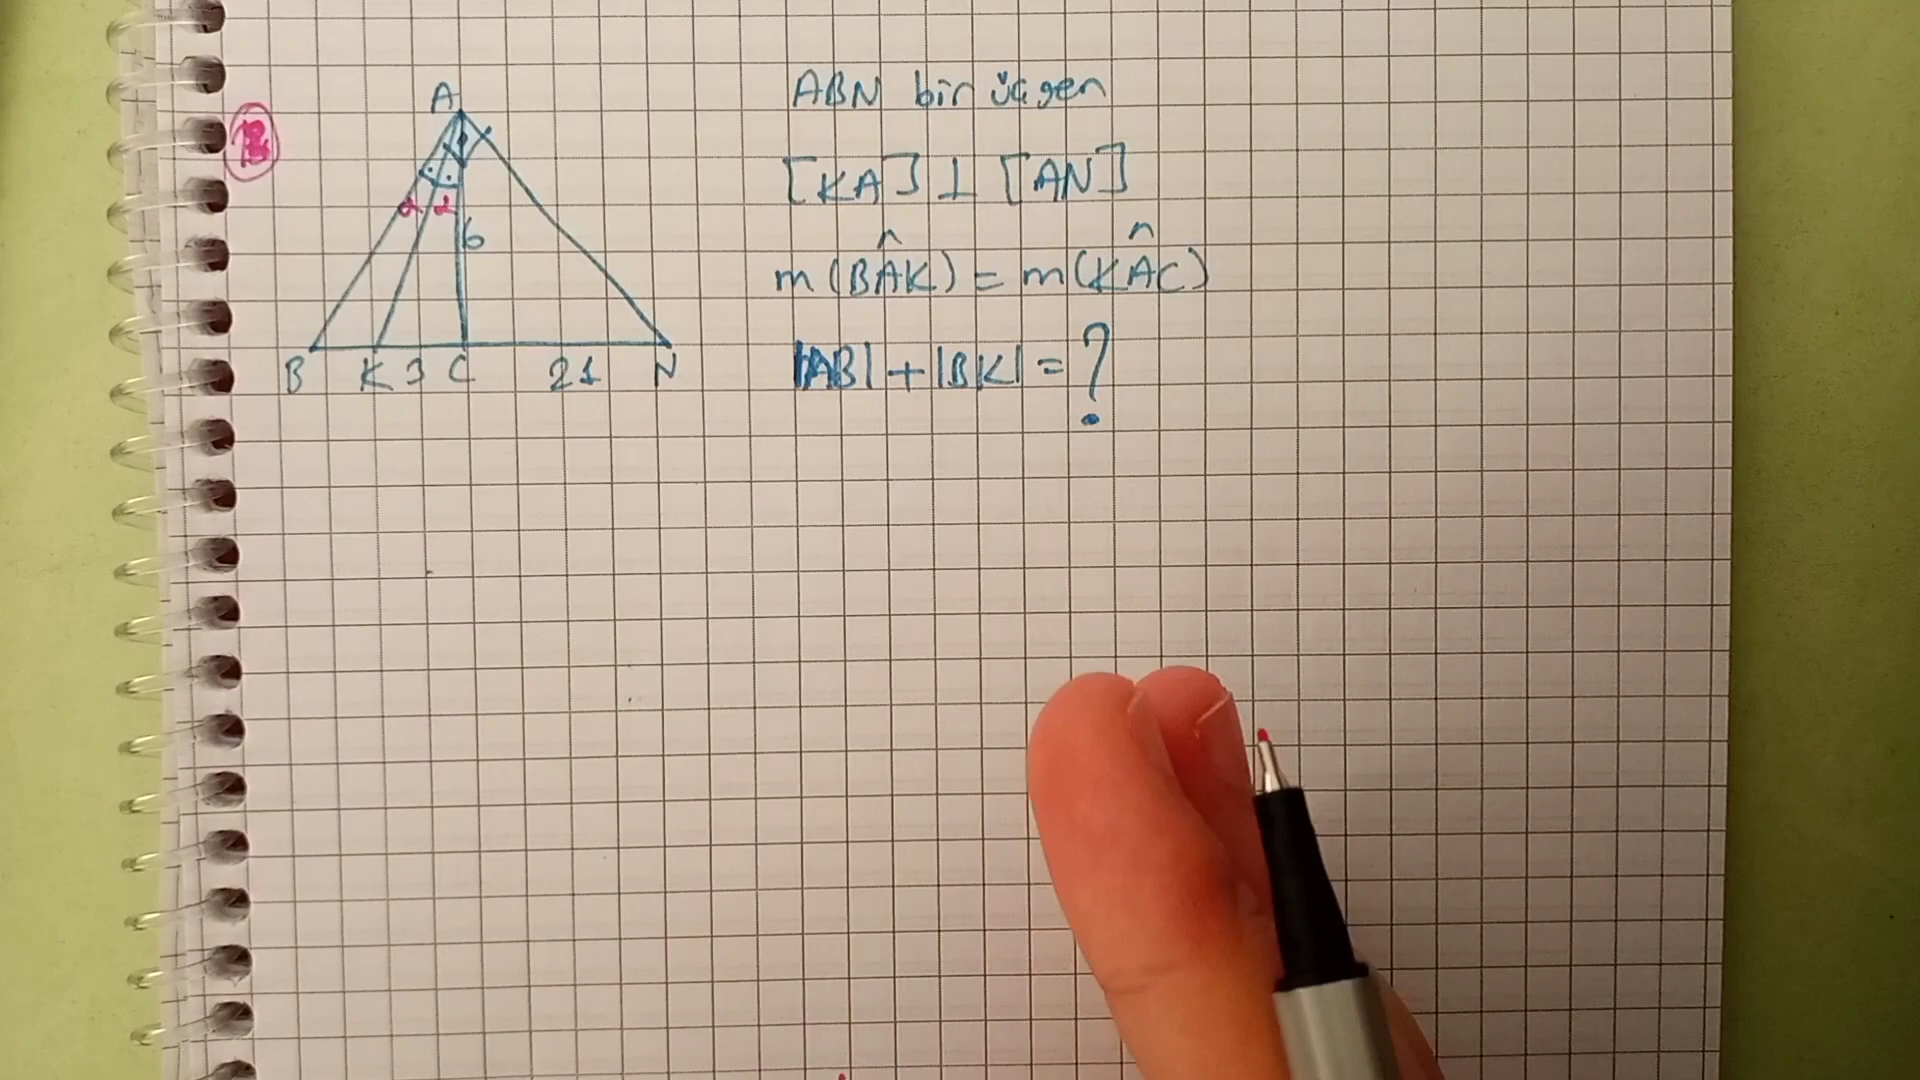 ABN bir üçgen
[KA] ⊥ [AN]
m(BÂK) = m(KÂC)
|AB| + |BK| = ?
A
α α
6
B K 3 C 21 N